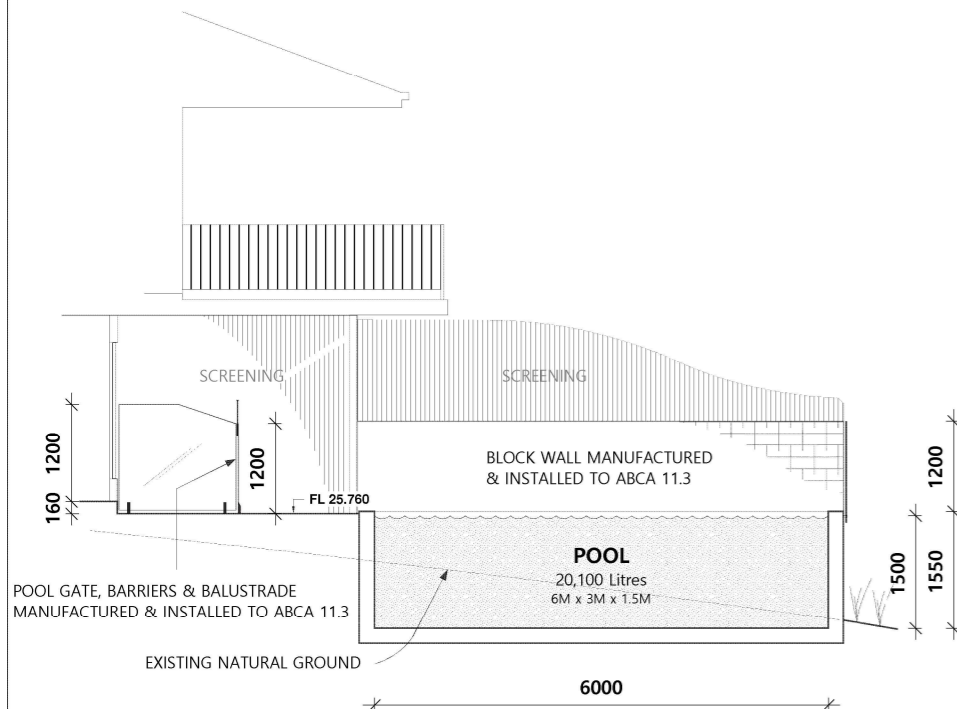 SCREENING
SCREENING
1200
160
1200
FL 25.760
BLOCK WALL MANUFACTURED
& INSTALLED TO ABCA 11.3
1200
POOL
20,100 Litres
6M x 3M x 1.5M
1500
1550
POOL GATE, BARRIERS & BALUSTRADE
MANUFACTURED & INSTALLED TO ABCA 11.3
EXISTING NATURAL GROUND
6000